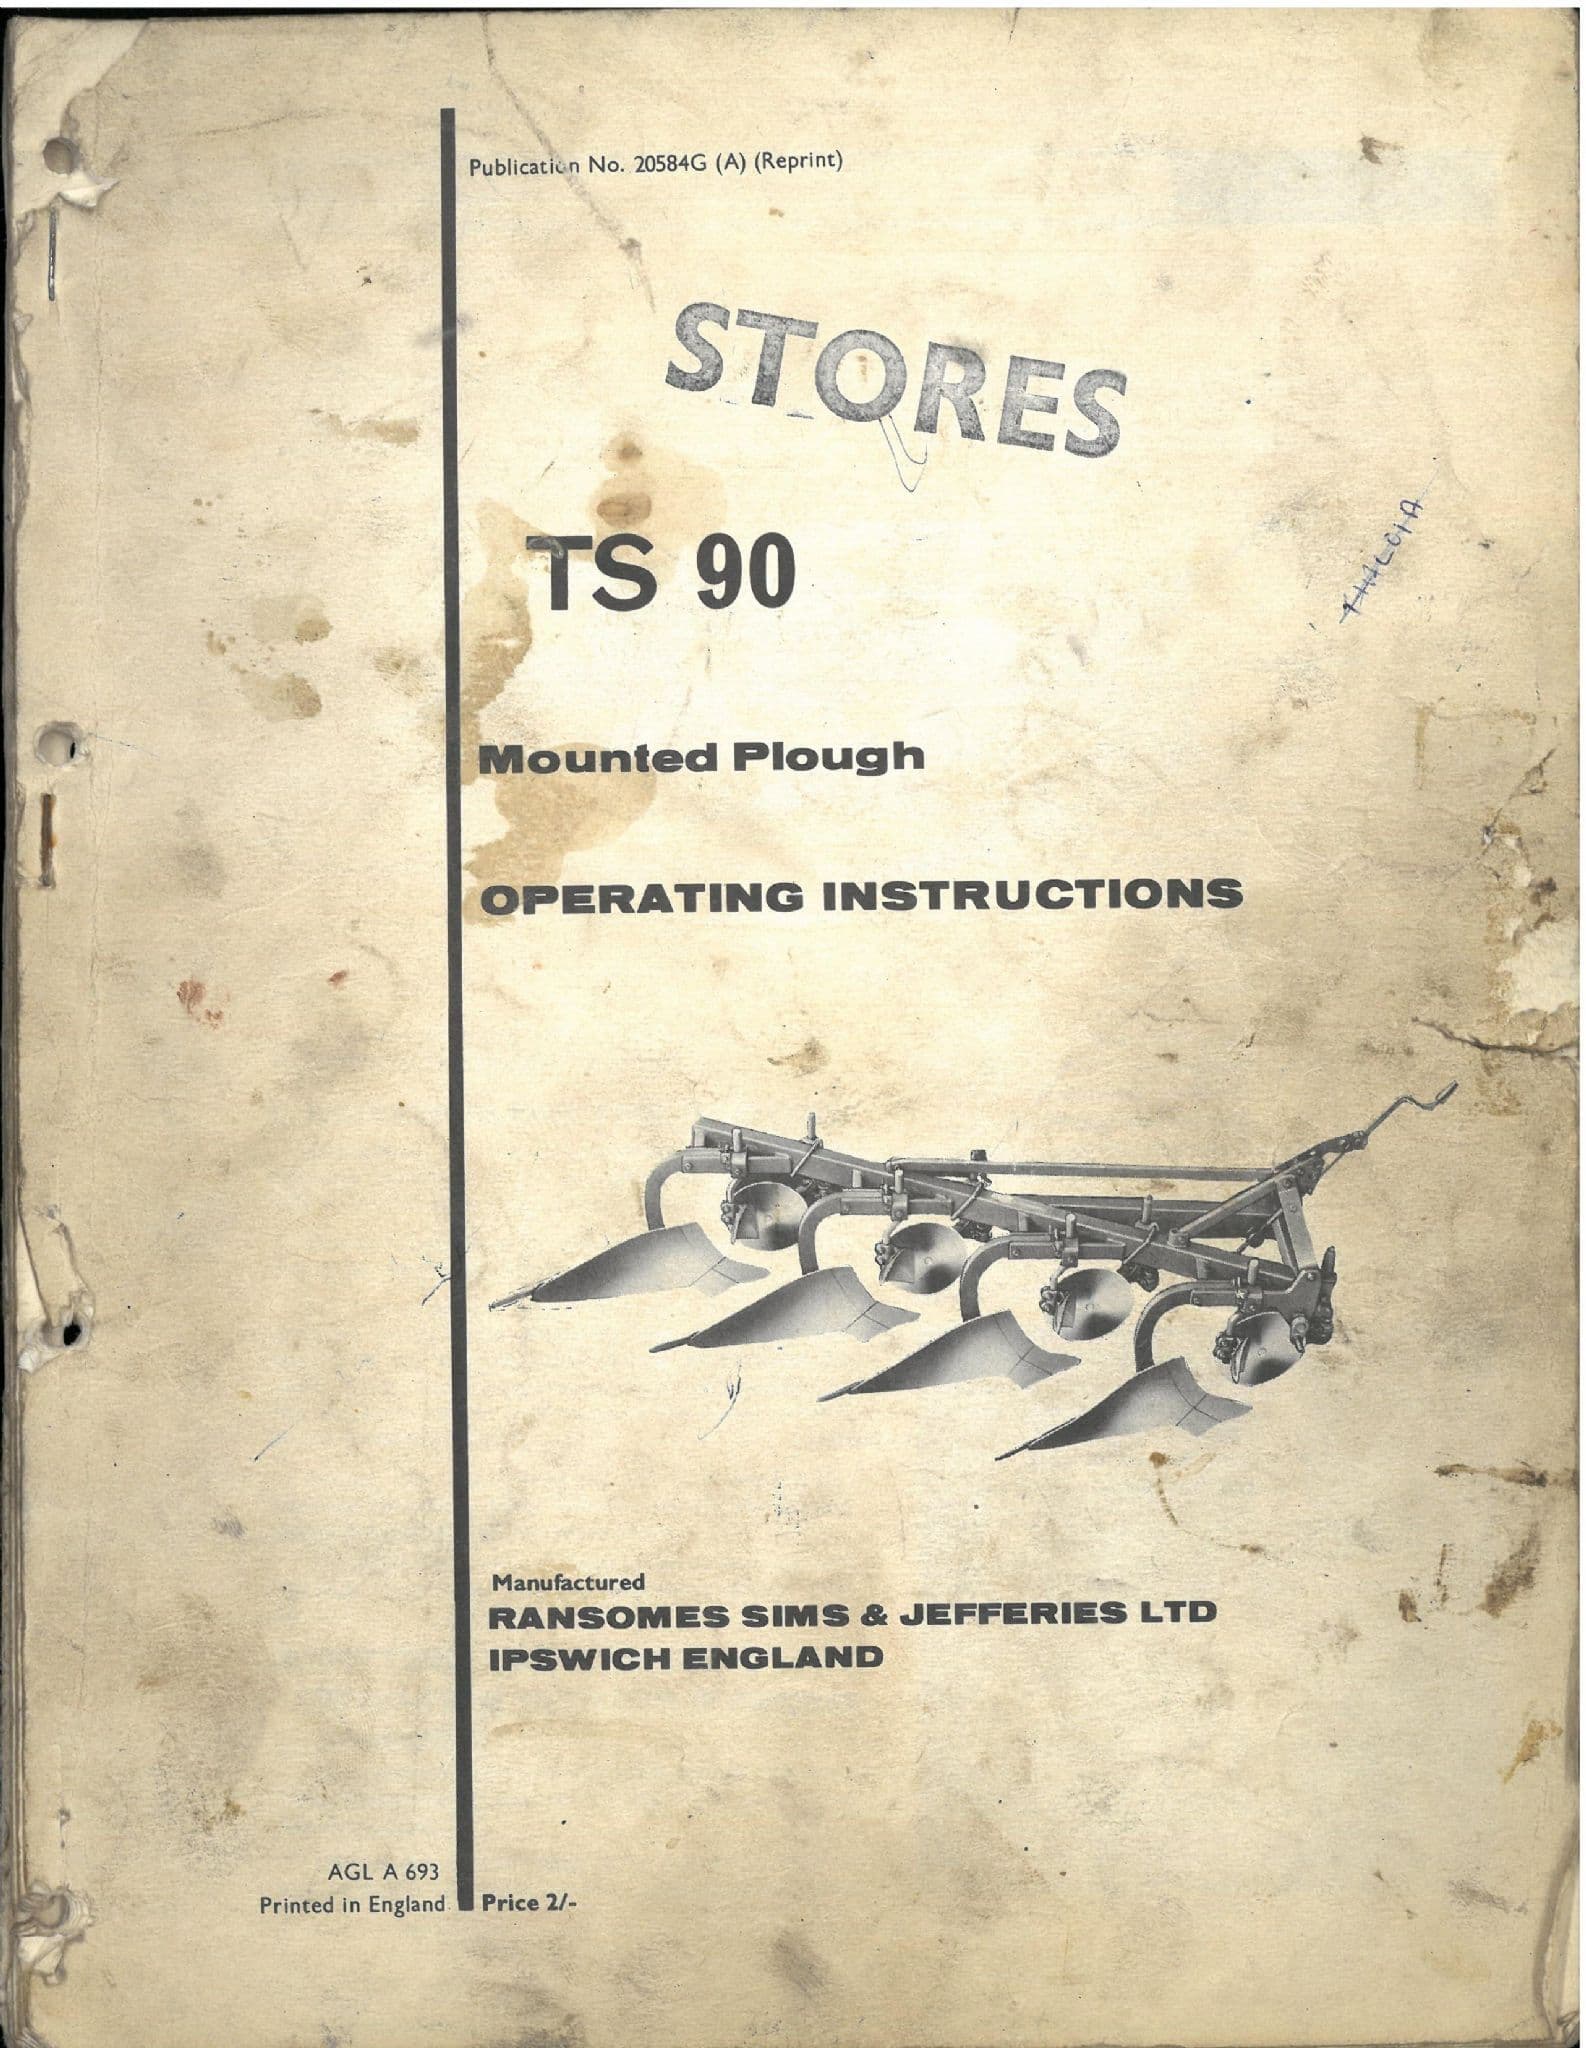 Publication No. 20584G (A) (Reprint)
STORES
TS 90
Mounted Plough
OPERATING INSTRUCTIONS
Manufactured
RANSOMES SIMS & JEFFERIES LTD
IPSWICH ENGLAND
AGL A 693
Printed in England
Price 2/-